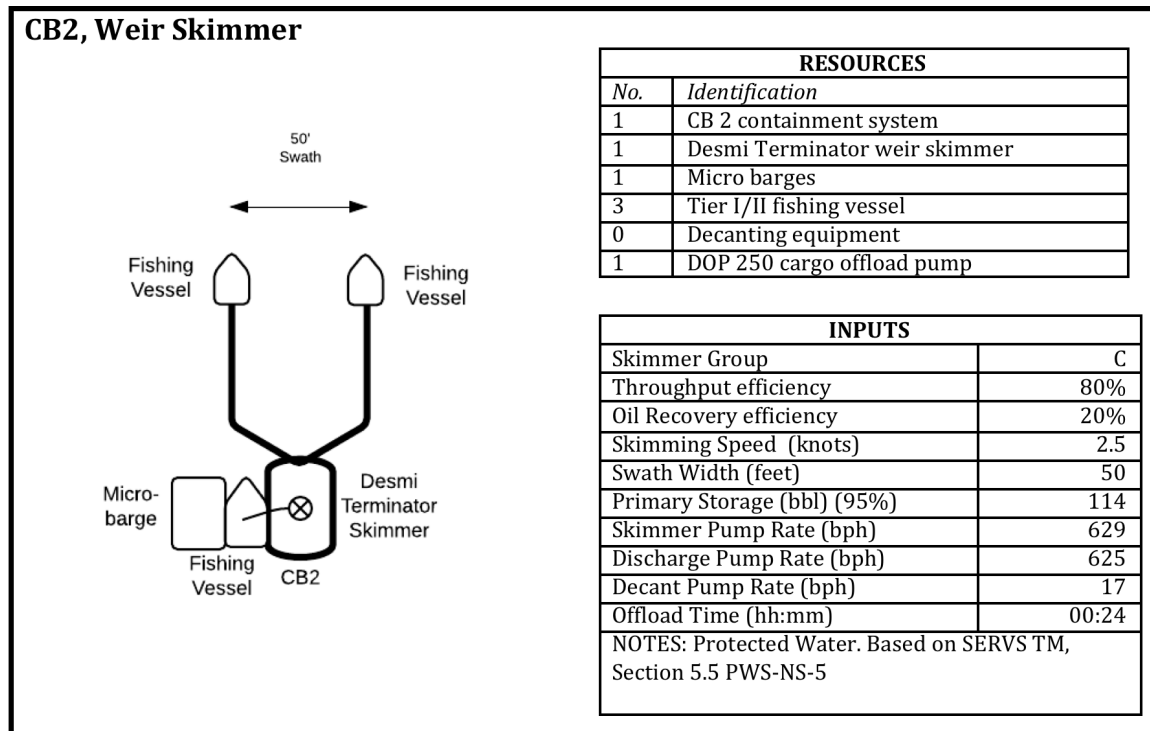 CB2, Weir Skimmer
50'
Swath
Fishing
Vessel
Fishing
Vessel
Micro-
barge
Fishing
Vessel
CB2
Desmi
Terminator
Skimmer
RESOURCES
No. Identification
1 CB 2 containment system
1 Desmi Terminator weir skimmer
1 Micro barges
3 Tier I/II fishing vessel
0 Decanting equipment
1 DOP 250 cargo offload pump
INPUTS
Skimmer Group C
Throughput efficiency 80%
Oil Recovery efficiency 20%
Skimming Speed (knots) 2.5
Swath Width (feet) 50
Primary Storage (bbl) (95%) 114
Skimmer Pump Rate (bph) 629
Discharge Pump Rate (bph) 625
Decant Pump Rate (bph) 17
Offload Time (hh:mm) 00:24
NOTES: Protected Water. Based on SERVS TM,
Section 5.5 PWS-NS-5